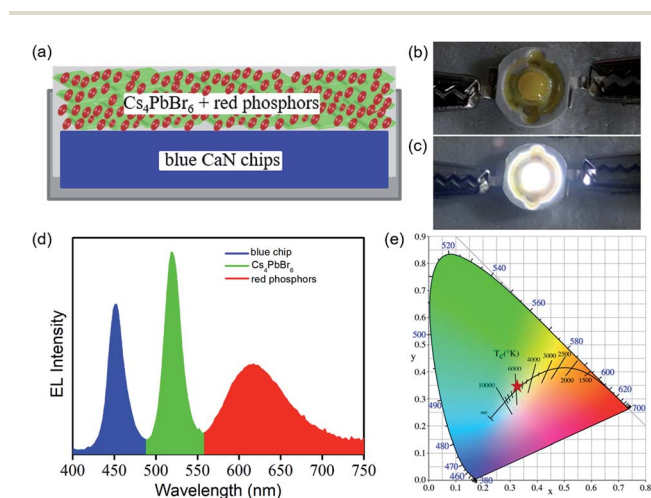 (a)
Cs4PbBr6 + red phosphors
blue CaN chips
(b)
(c)
(d)
blue chip
Cs4PbBr6
red phosphors
EL Intensity
400 450 500 550 600 650 700 750
Wavelength (nm)
(e)
0.9
0.8
0.7
0.6
0.5
y
0.4
0.3
0.2
0.1
0.0
0.0 0.1 0.2 0.3 0.4 0.5 0.6 0.7 0.8
x
520
540
560
580
600
620
700
490
480
470
460
380
Tc(°K)
∞
10000
6000
4000
3000
2500
2000
1500